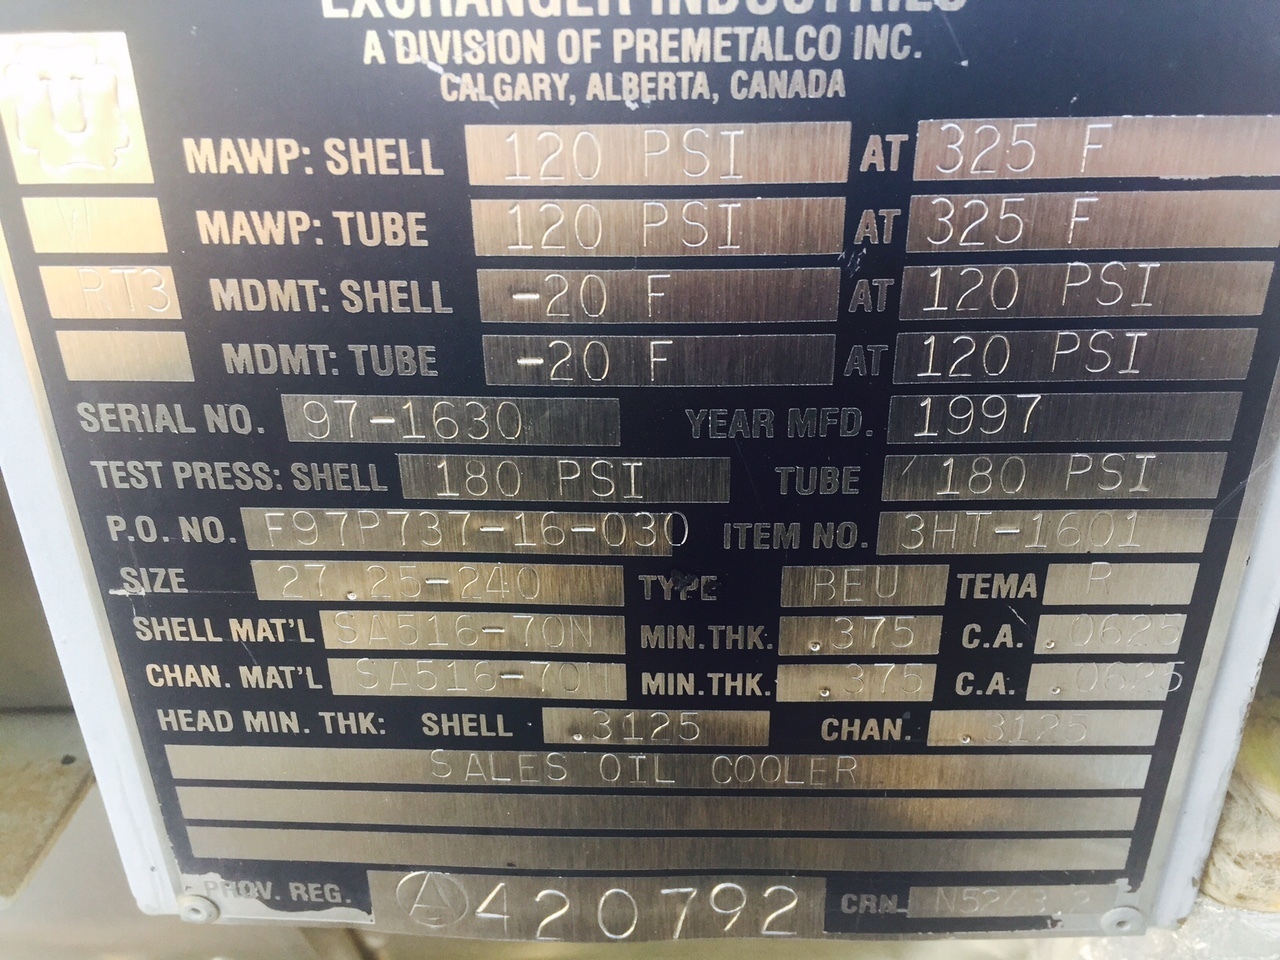 EXCHANGER INDUSTRIES
A DIVISION OF PREMETALCO INC.
CALGARY, ALBERTA, CANADA
U
MAWP: SHELL 120 PSI AT 325 F
W MAWP: TUBE 120 PSI AT 325 F
RT3 MDMT: SHELL -20 F AT 120 PSI
MDMT: TUBE -20 F AT 120 PSI
SERIAL NO. 97-1630 YEAR MFD. 1997
TEST PRESS: SHELL 180 PSI TUBE 180 PSI
P.O. NO. F97P737-16-030 ITEM NO. 3HT-1601
SIZE 27.25-240 TYPE BEU TEMA P
SHELL MAT'L SA516-70N MIN.THK. .375 C.A. .0625
CHAN. MAT'L SA516-70N MIN.THK. .375 C.A. .0625
HEAD MIN. THK: SHELL .3125 CHAN. .3125
SALES OIL COOLER
PROV. REG. A 420792 CRN